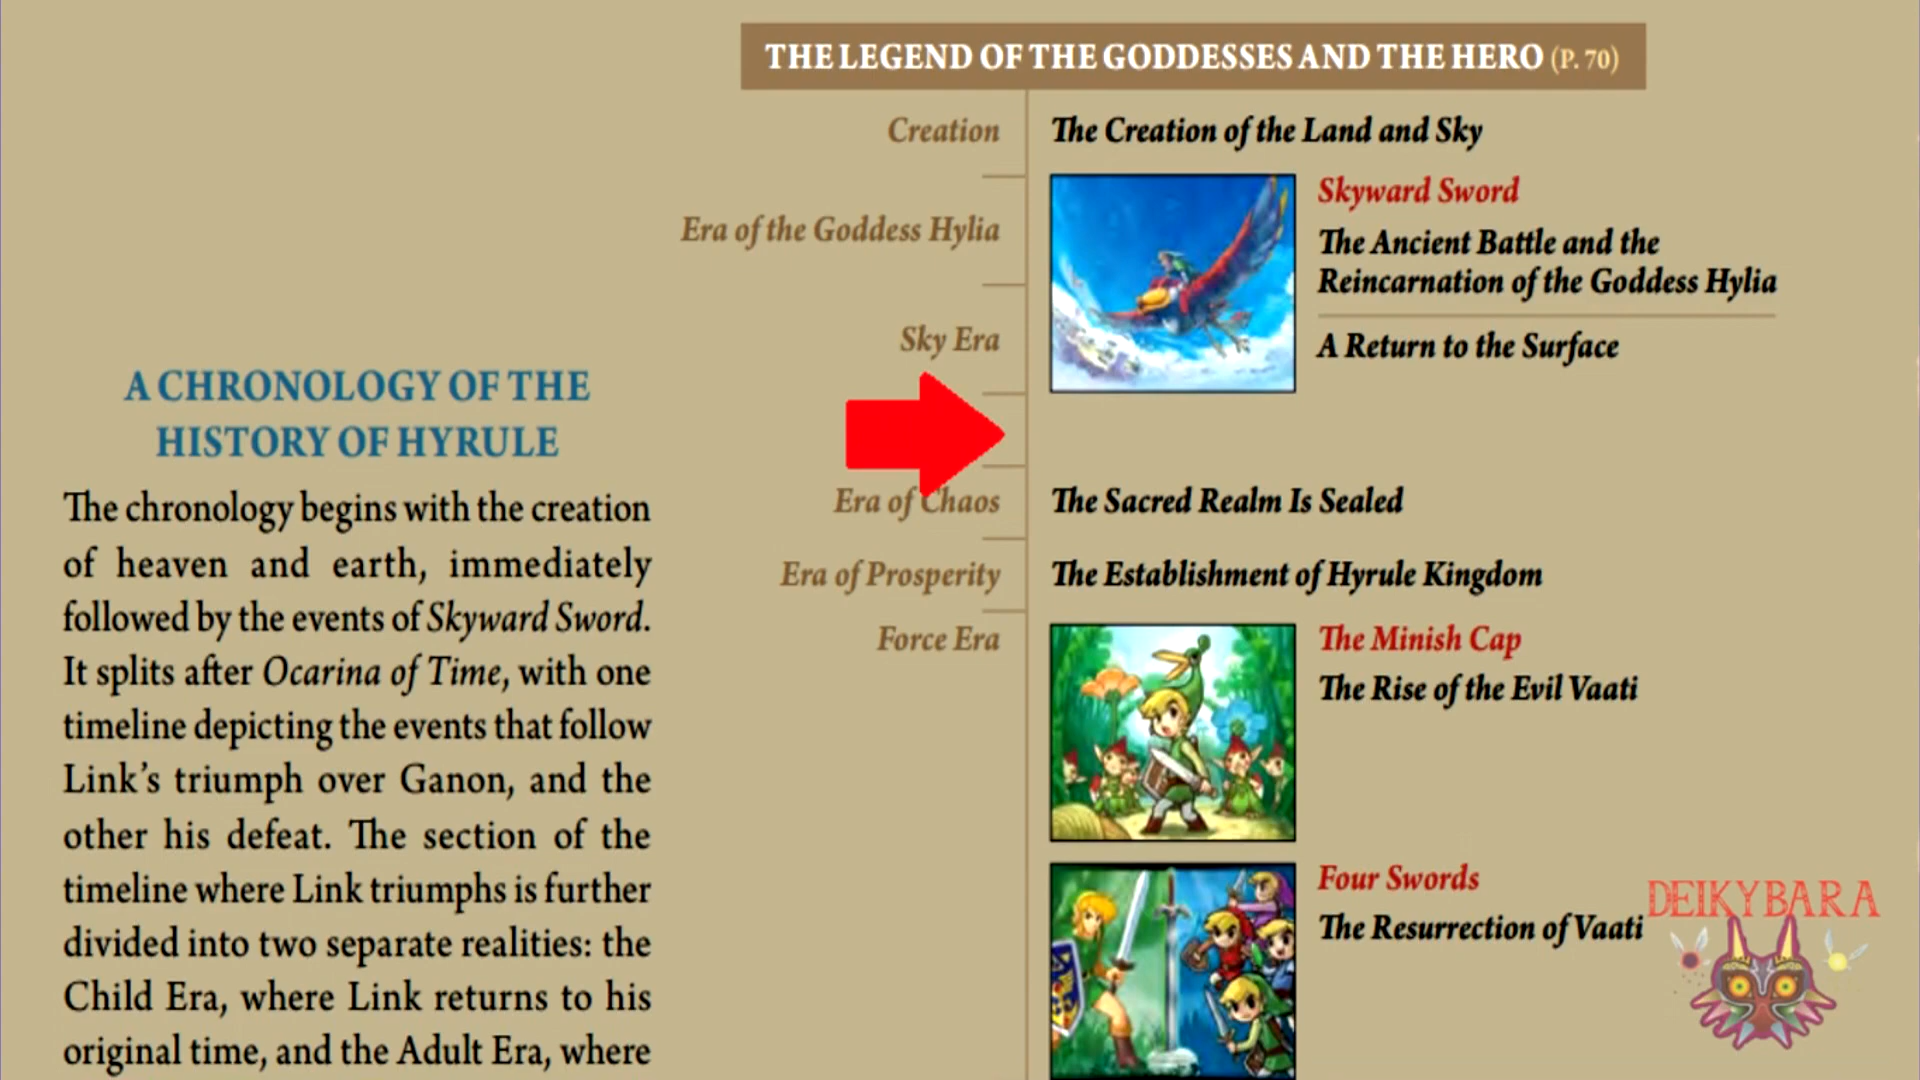 THE LEGEND OF THE GODDESSES AND THE HERO (P. 70)
Creation
The Creation of the Land and Sky
Era of the Goddess Hylia
Skyward Sword
The Ancient Battle and the
Reincarnation of the Goddess Hylia
Sky Era
A Return to the Surface
Era of Chaos
The Sacred Realm Is Sealed
Era of Prosperity
The Establishment of Hyrule Kingdom
Force Era
The Minish Cap
The Rise of the Evil Vaati
Four Swords
The Resurrection of Vaati
A CHRONOLOGY OF THE
HISTORY OF HYRULE
The chronology begins with the creation
of heaven and earth, immediately
followed by the events of Skyward Sword.
It splits after Ocarina of Time, with one
timeline depicting the events that follow
Link’s triumph over Ganon, and the
other his defeat. The section of the
timeline where Link triumphs is further
divided into two separate realities: the
Child Era, where Link returns to his
original time, and the Adult Era, where
DEIKYBARA